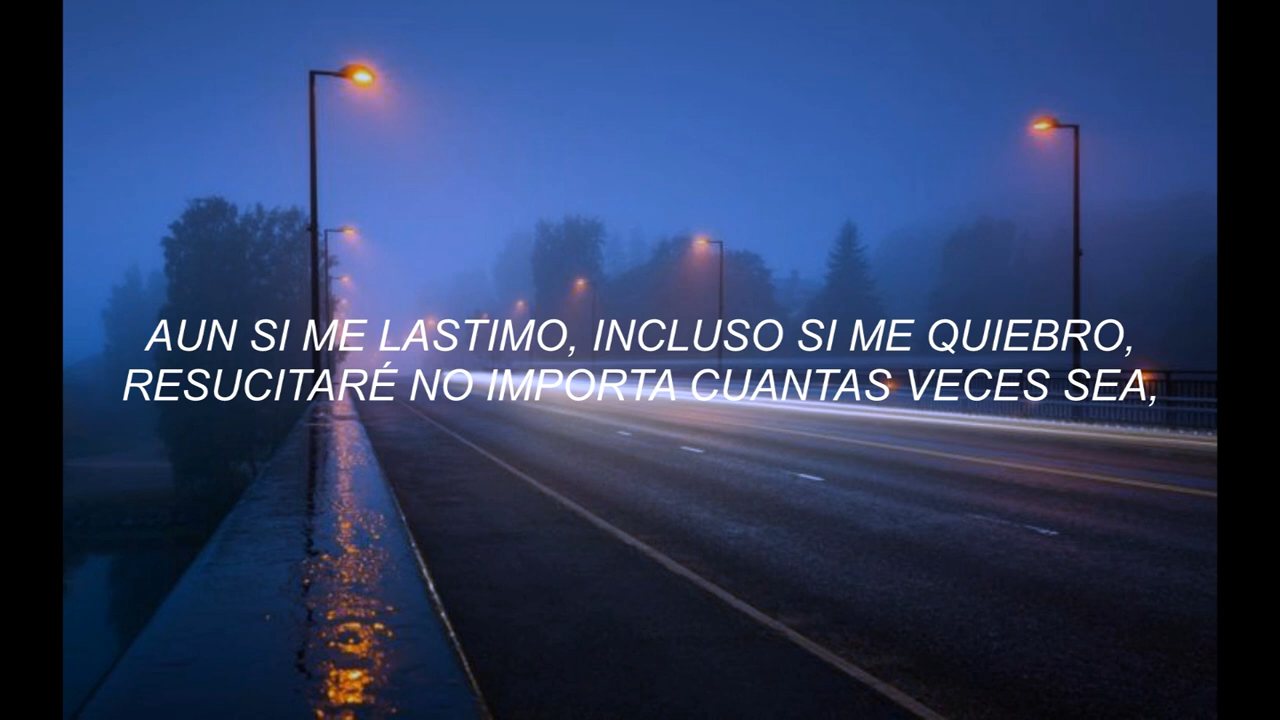 AUN SI ME LASTIMO, INCLUSO SI ME QUIEBRO,
RESUCITARÉ NO IMPORTA CUANTAS VECES SEA,